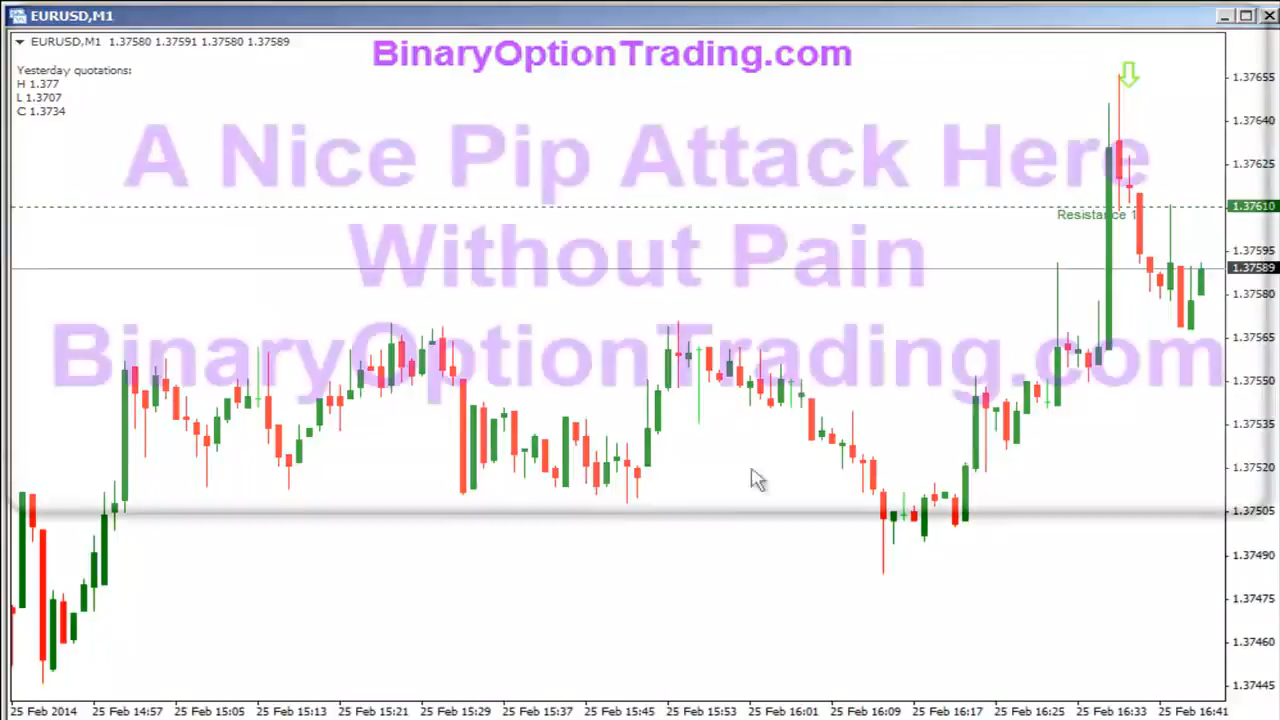 EURUSD,M1
EURUSD,M1 1.37580 1.37591 1.37580 1.37589
BinaryOptionTrading.com
Yesterday quotations:
H 1.377
L 1.3707
C 1.3734
A Nice Pip Attack Here
Without Pain
BinaryOptionTrading.com
Resistance 1
1.37655
1.37640
1.37625
1.37610
1.37595
1.37589
1.37580
1.37565
1.37550
1.37535
1.37520
1.37505
1.37490
1.37475
1.37460
1.37445
25 Feb 2014 25 Feb 14:57 25 Feb 15:05 25 Feb 15:13 25 Feb 15:21 25 Feb 15:29 25 Feb 15:37 25 Feb 15:45 25 Feb 15:53 25 Feb 16:01 25 Feb 16:09 25 Feb 16:17 25 Feb 16:25 25 Feb 16:33 25 Feb 16:41